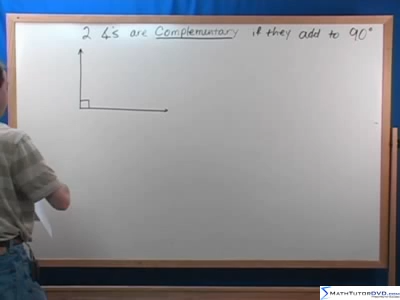 2 ∠'s are Complementary if they add to 90°
MATHTUTORDVD.com